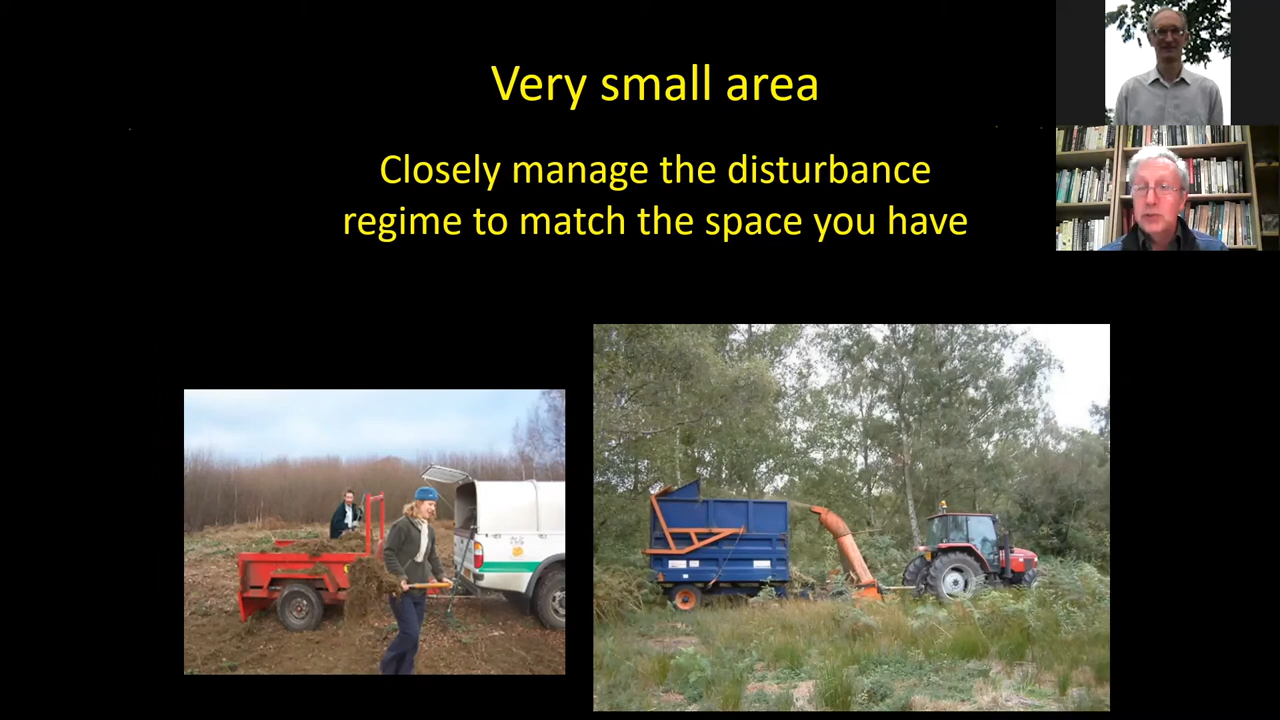 Very small area
Closely manage the disturbance
regime to match the space you have